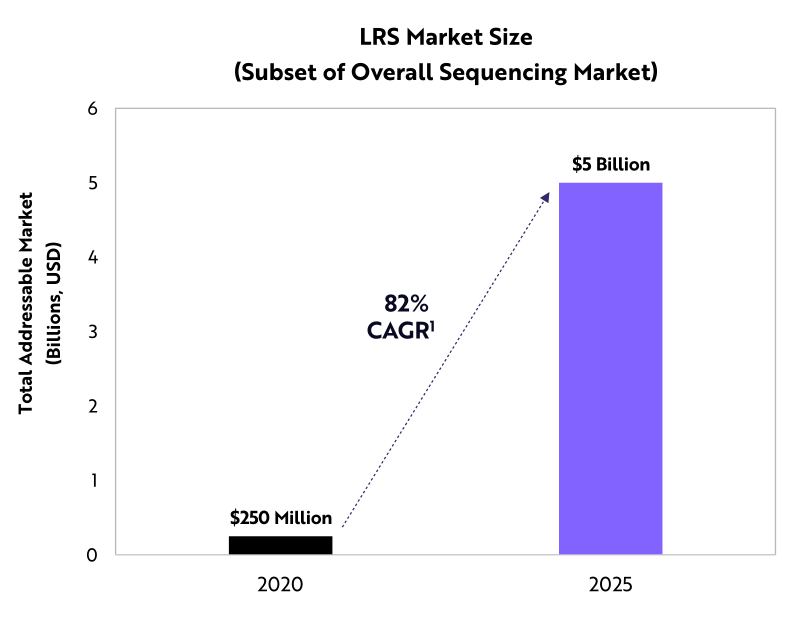 LRS Market Size
(Subset of Overall Sequencing Market)
Total Addressable Market
(Billions, USD)
6
5
4
3
2
1
0
$250 Million
82%
CAGR¹
$5 Billion
2020
2025